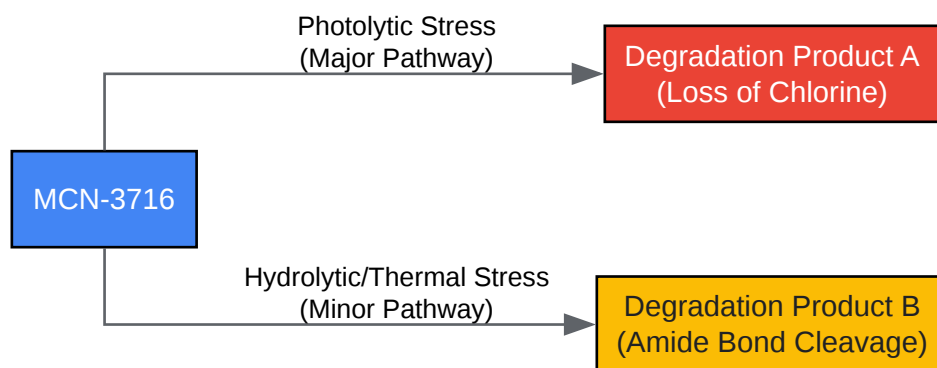 Photolytic Stress
(Major Pathway)
Degradation Product A
(Loss of Chlorine)
MCN-3716
Hydrolytic/Thermal Stress
(Minor Pathway)
Degradation Product B
(Amide Bond Cleavage)